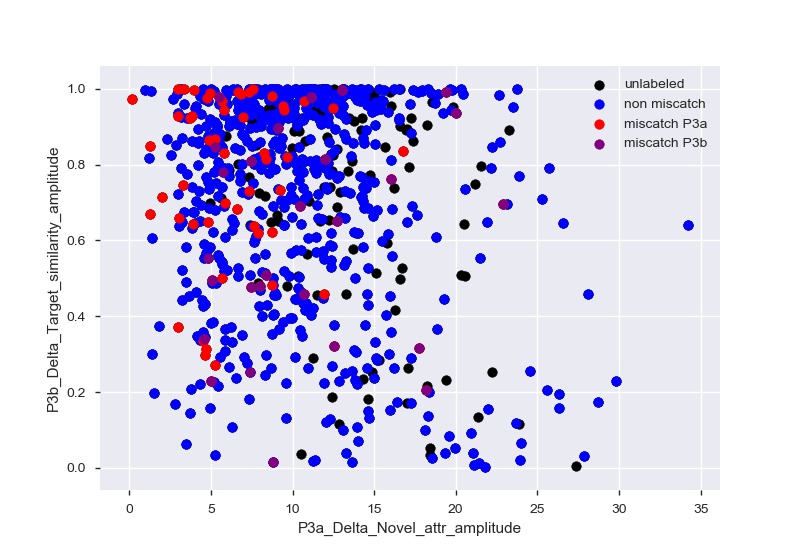 1.0
0.8
0.6
0.4
0.2
0.0
P3b_Delta_Target_similarity_amplitude
unlabeled
non miscatch
miscatch P3a
miscatch P3b
0 5 10 15 20 25 30 35
P3a_Delta_Novel_attr_amplitude